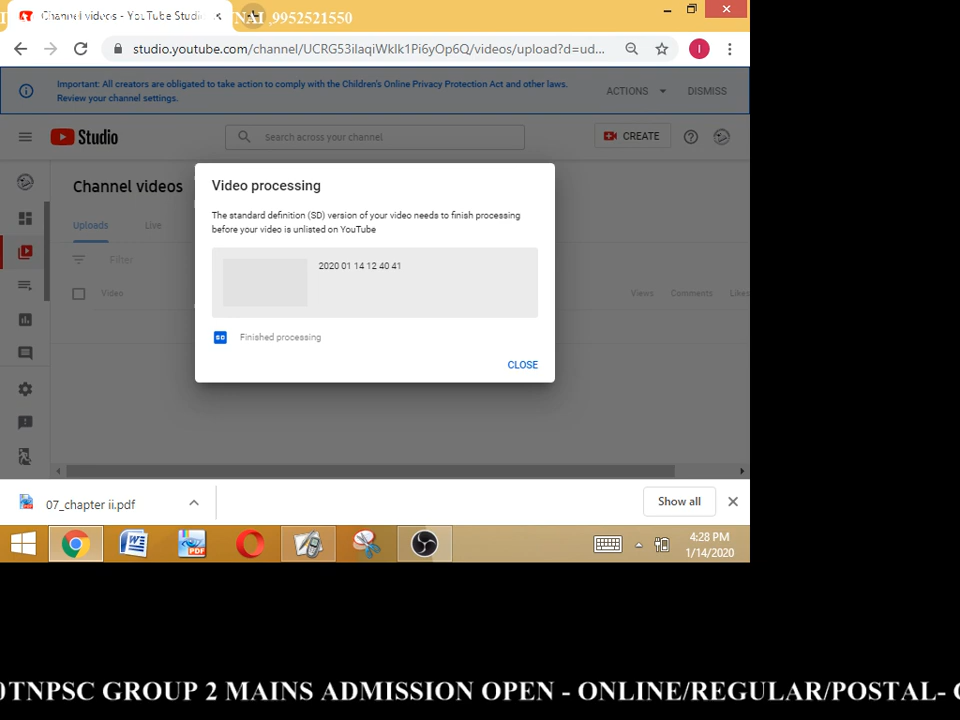 Channel videos - YouTube Studio
NAI ,9952521550
studio.youtube.com/channel/UCRG53ilaqiWklk1Pi6yOp6Q/videos/upload?d=ud...
I
Important: All creators are obligated to take action to comply with the Children's Online Privacy Protection Act and other laws.
Review your channel settings.
ACTIONS
DISMISS
Studio
Search across your channel
CREATE
Channel videos
Uploads
Live
Filter
Video
Views
Comments
Likes
Video processing
The standard definition (SD) version of your video needs to finish processing
before your video is unlisted on YouTube
2020 01 14 12 40 41
SD
Finished processing
CLOSE
07_chapter ii.pdf
Show all
PDF
4:28 PM
1/14/2020
0TNPSC GROUP 2 MAINS ADMISSION OPEN - ONLINE/REGULAR/POSTAL-